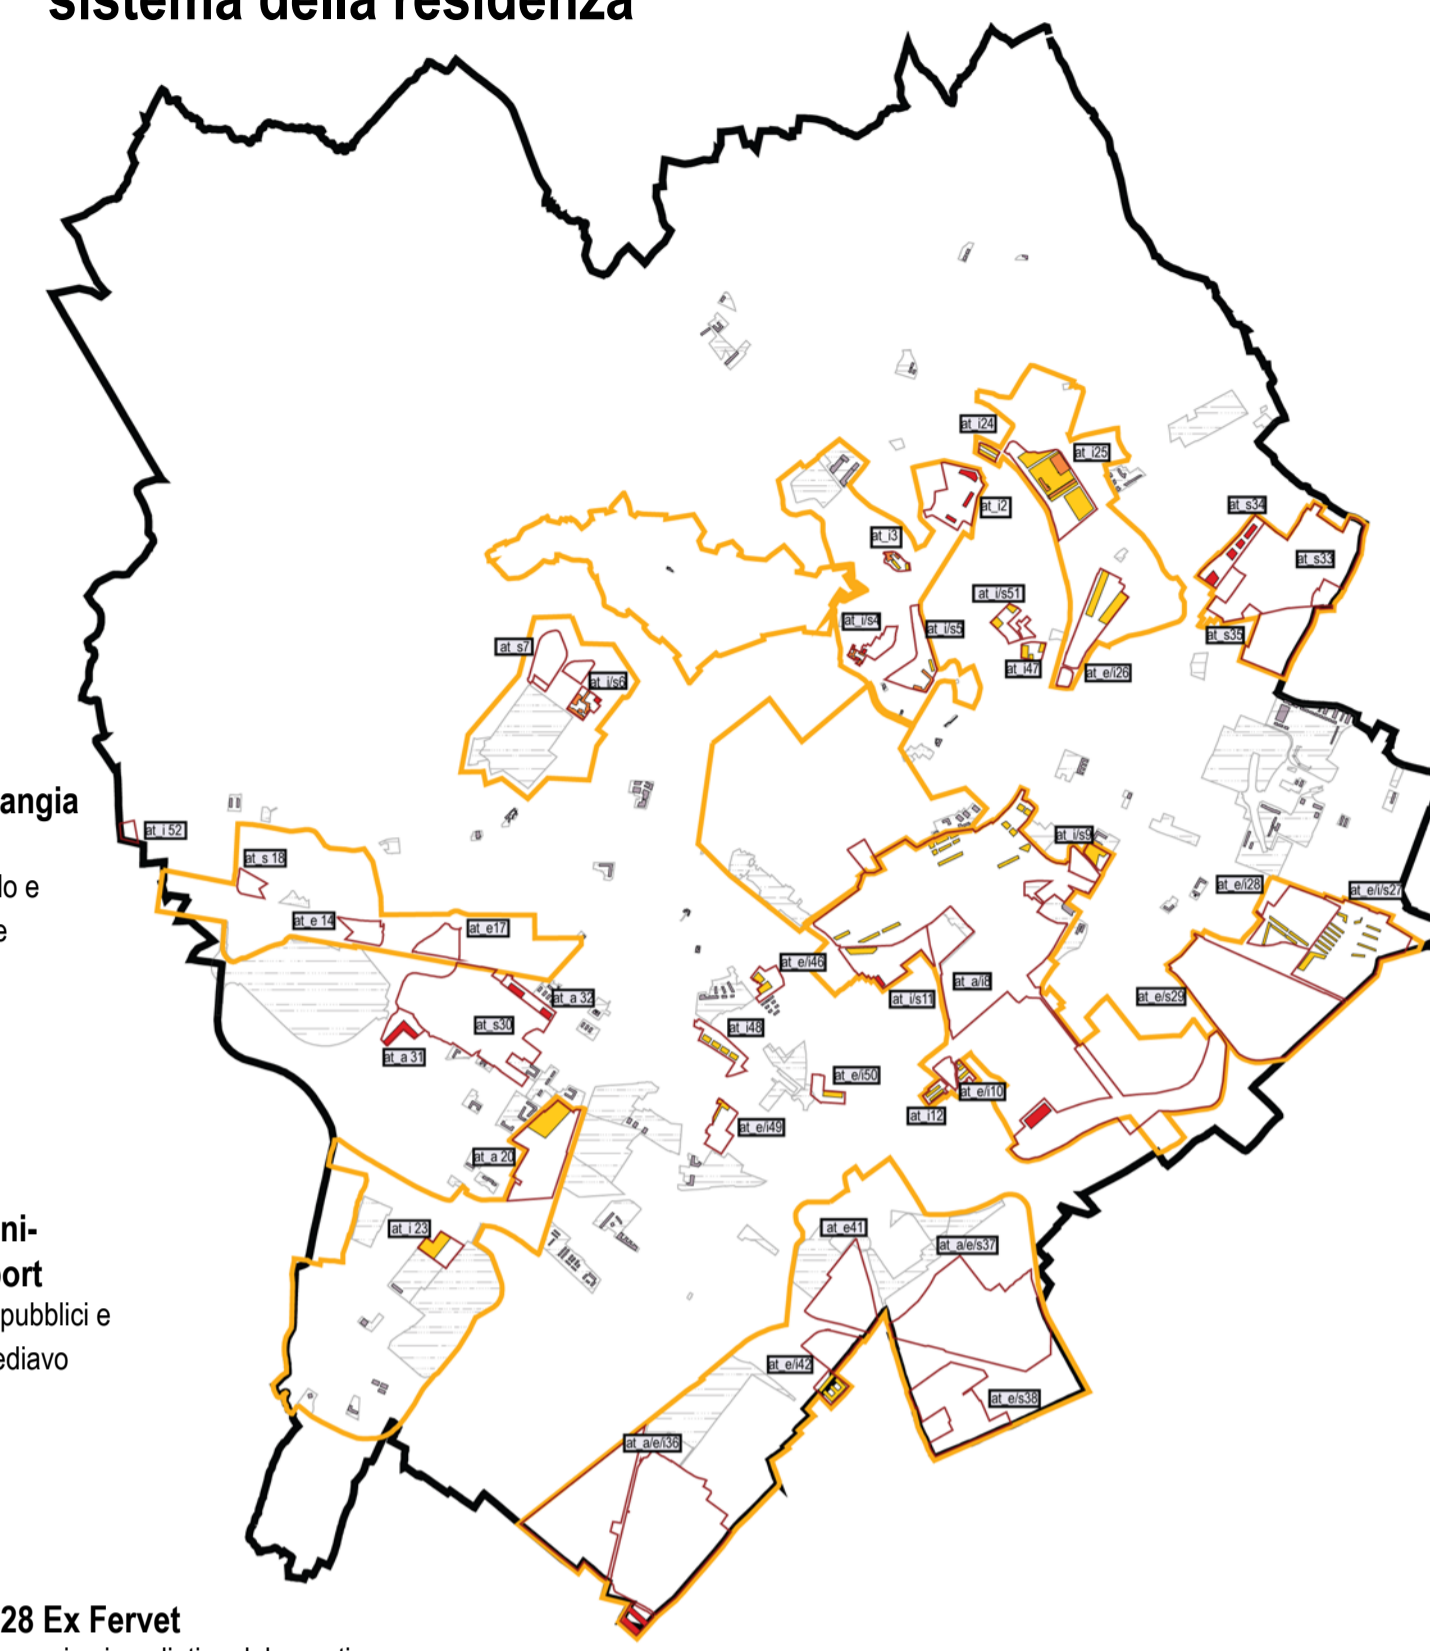 sistema della residenza
at_i24
at_i25
at_i2
at_s34
at_i3
at_s33
at_i/s51
at_i/s4
at_i/s5
at_s35
at_s7
at_i47
at_e/i26
at_i/s6
angia
at_i 52
at_i/s9
at_s 18
lo e
at_e/i28
at_e/i/s27
at_e 14
at_e17
e
at_e/i46
at_a/i8
at_a 32
at_i/s11
at_e/s29
at_s30
at_i48
at_a 31
at_e/i50
at_e/i10
at_i12
at_e/i49
at_a 20
ni-
at_i 23
at_e41
at_a/e/s37
ort
pubblici e
ediavo
at_e/i42
at_e/s38
at_a/e/i36
28 Ex Fervet